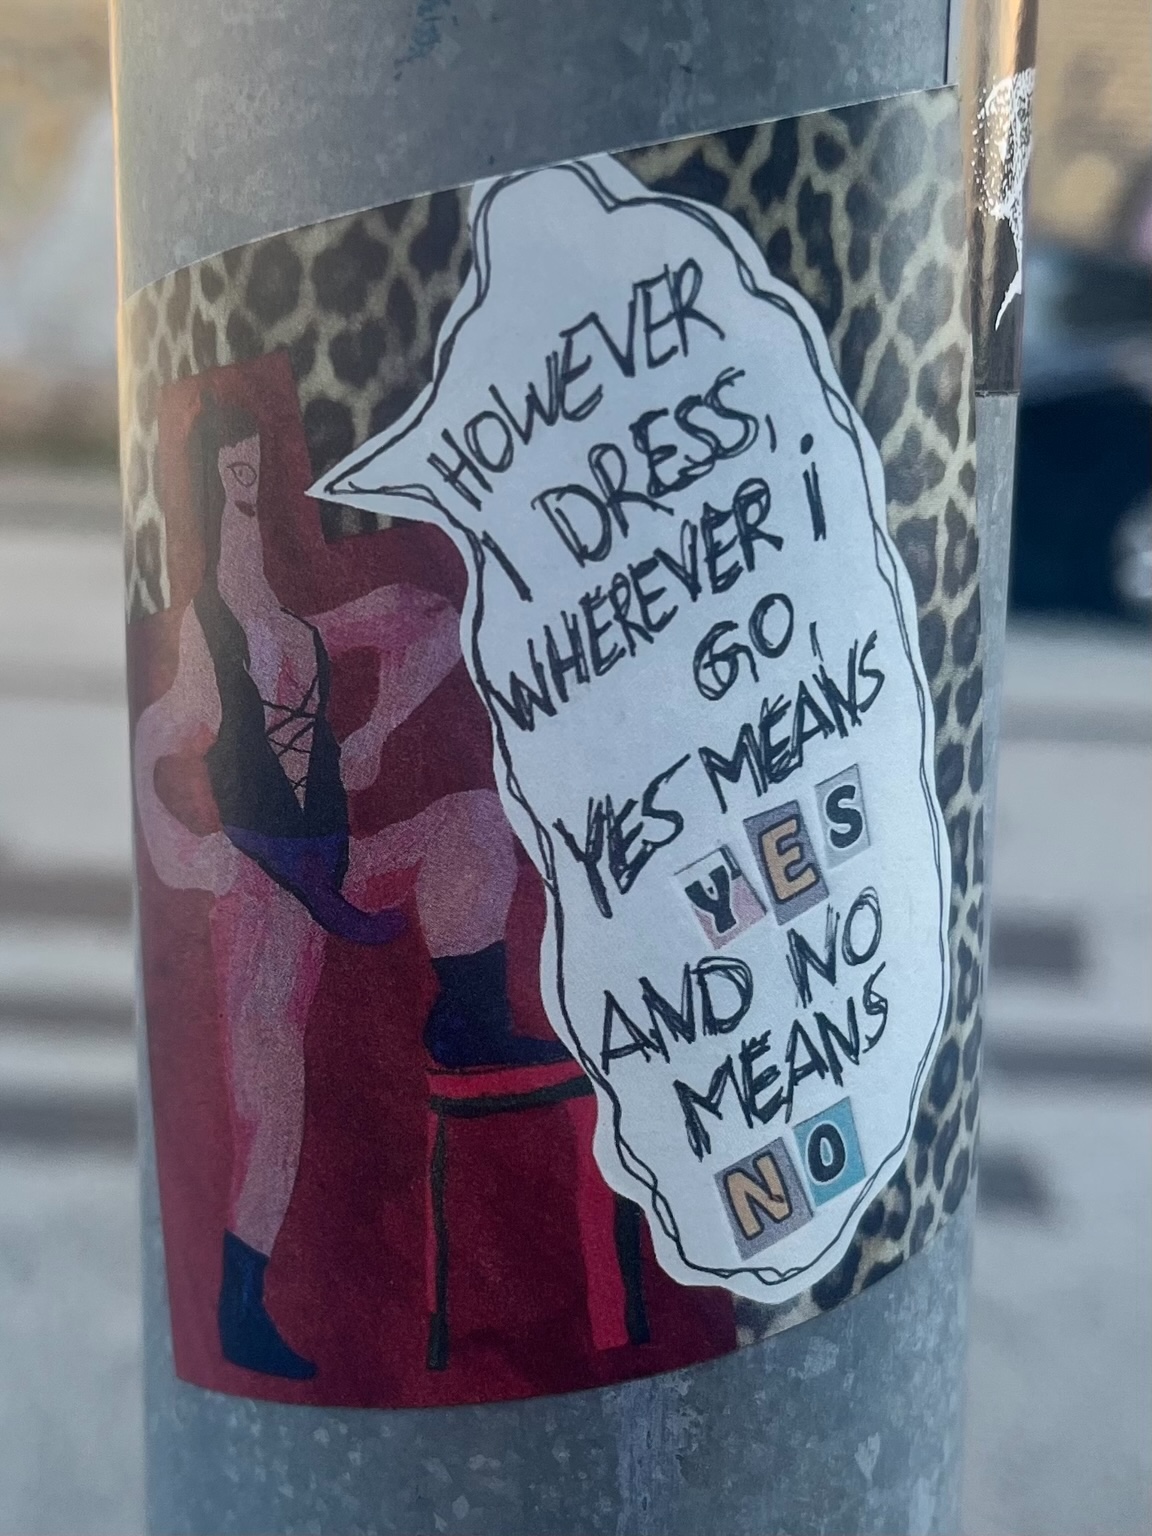 HOWEVER
i DRESS,
WHEREVER i
GO,
YES MEANS
YES
AND NO
MEANS
NO